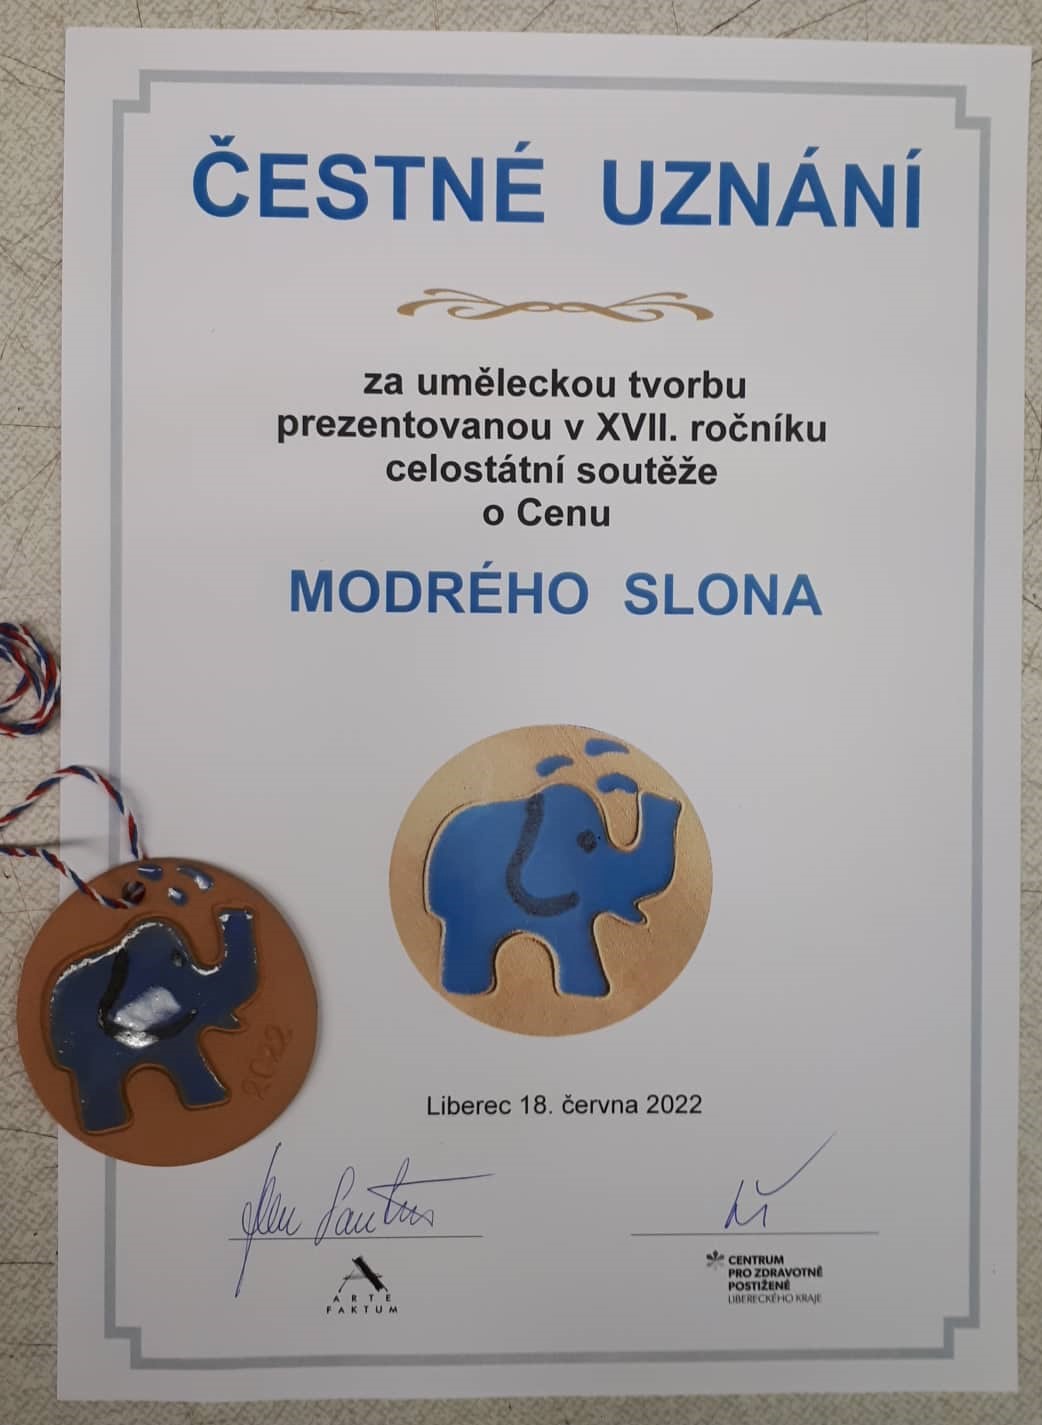 ČESTNÉ UZNÁNÍ
za uměleckou tvorbu
prezentovanou v XVII. ročníku
celostátní soutěže
o Cenu
MODRÉHO SLONA
2022
Liberec 18. června 2022
ARTE
FAKTUM
CENTRUM
PRO ZDRAVOTNĚ
POSTIŽENÉ
LIBERECKÉHO KRAJE